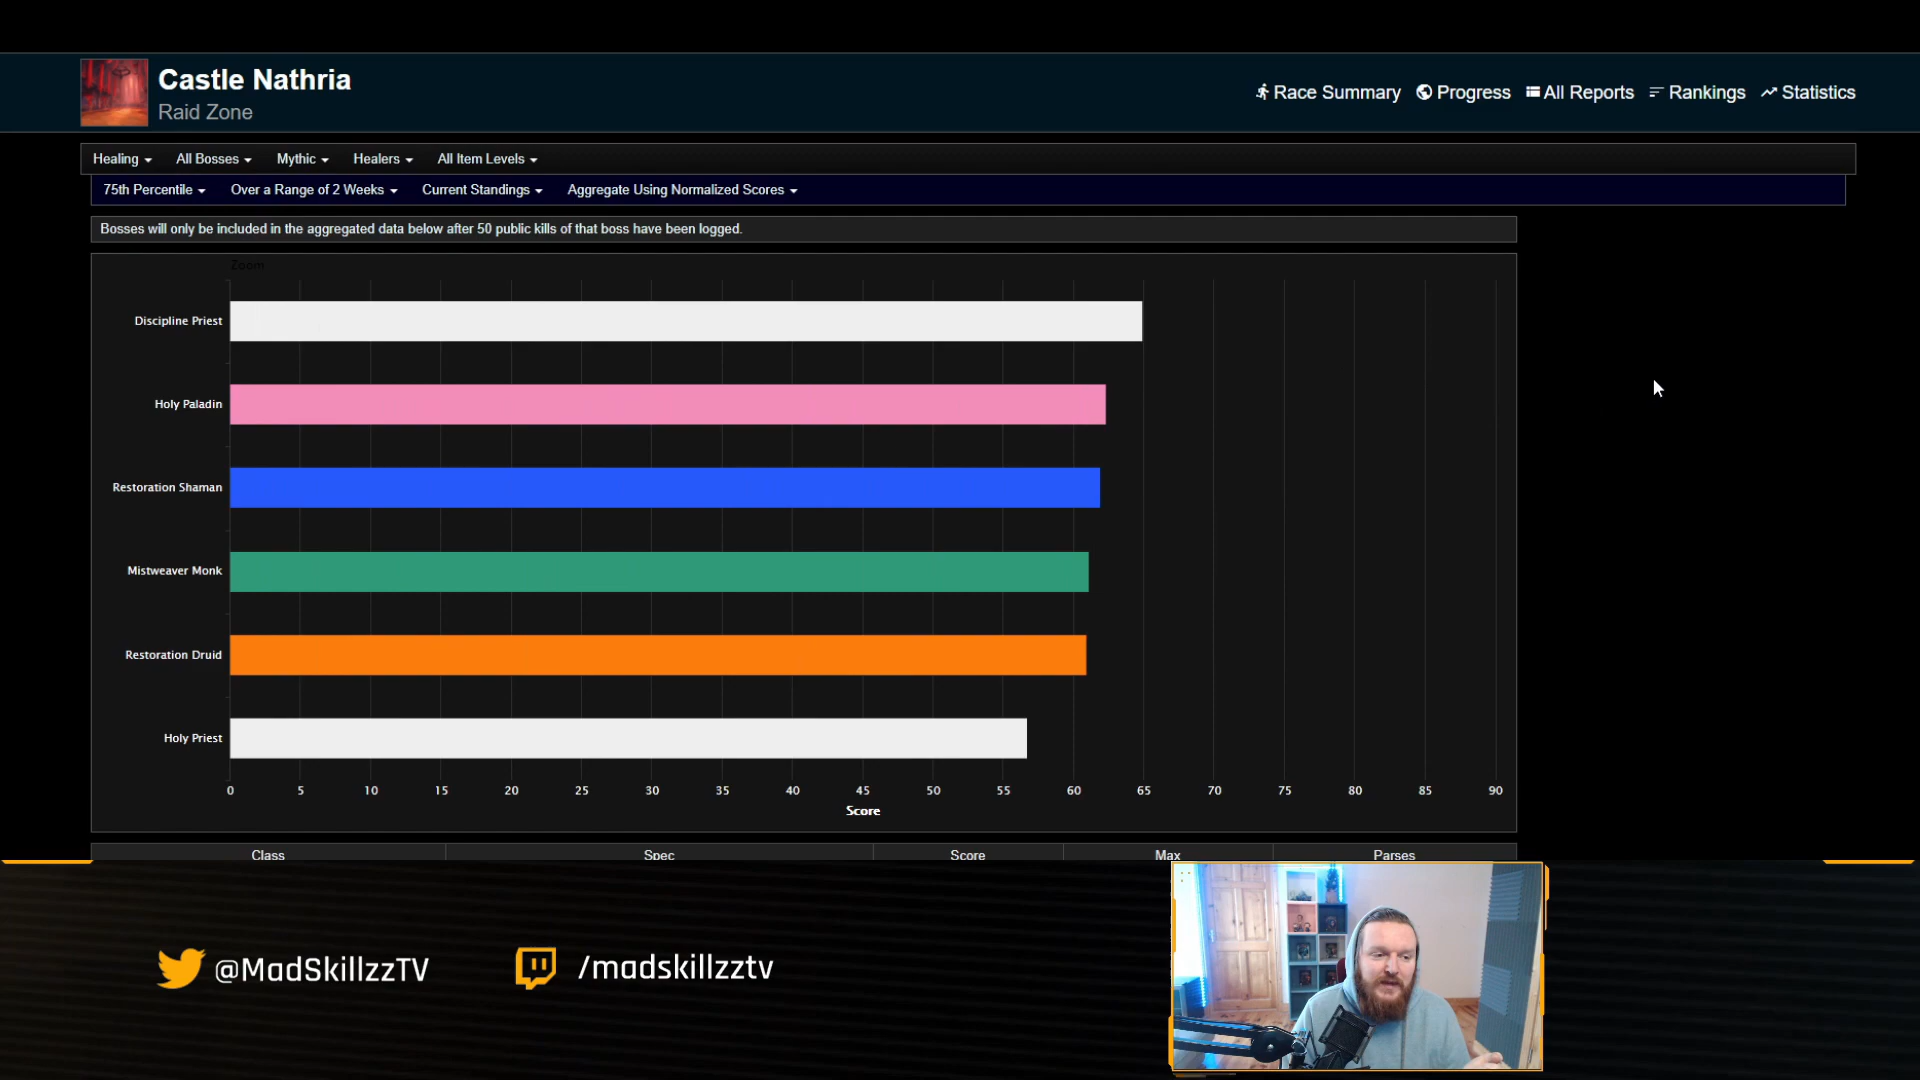 Castle Nathria
Raid Zone
Race Summary Progress All Reports Rankings Statistics
Healing All Bosses Mythic Healers All Item Levels
75th Percentile Over a Range of 2 Weeks Current Standings Aggregate Using Normalized Scores
Bosses will only be included in the aggregated data below after 50 public kills of that boss have been logged.
Zoom
Discipline Priest
Holy Paladin
Restoration Shaman
Mistweaver Monk
Restoration Druid
Holy Priest
0 5 10 15 20 25 30 35 40 45 50 55 60 65 70 75 80 85 90
Score
Class Spec Score Max Parses
@MadSkillzzTV /madskillzztv